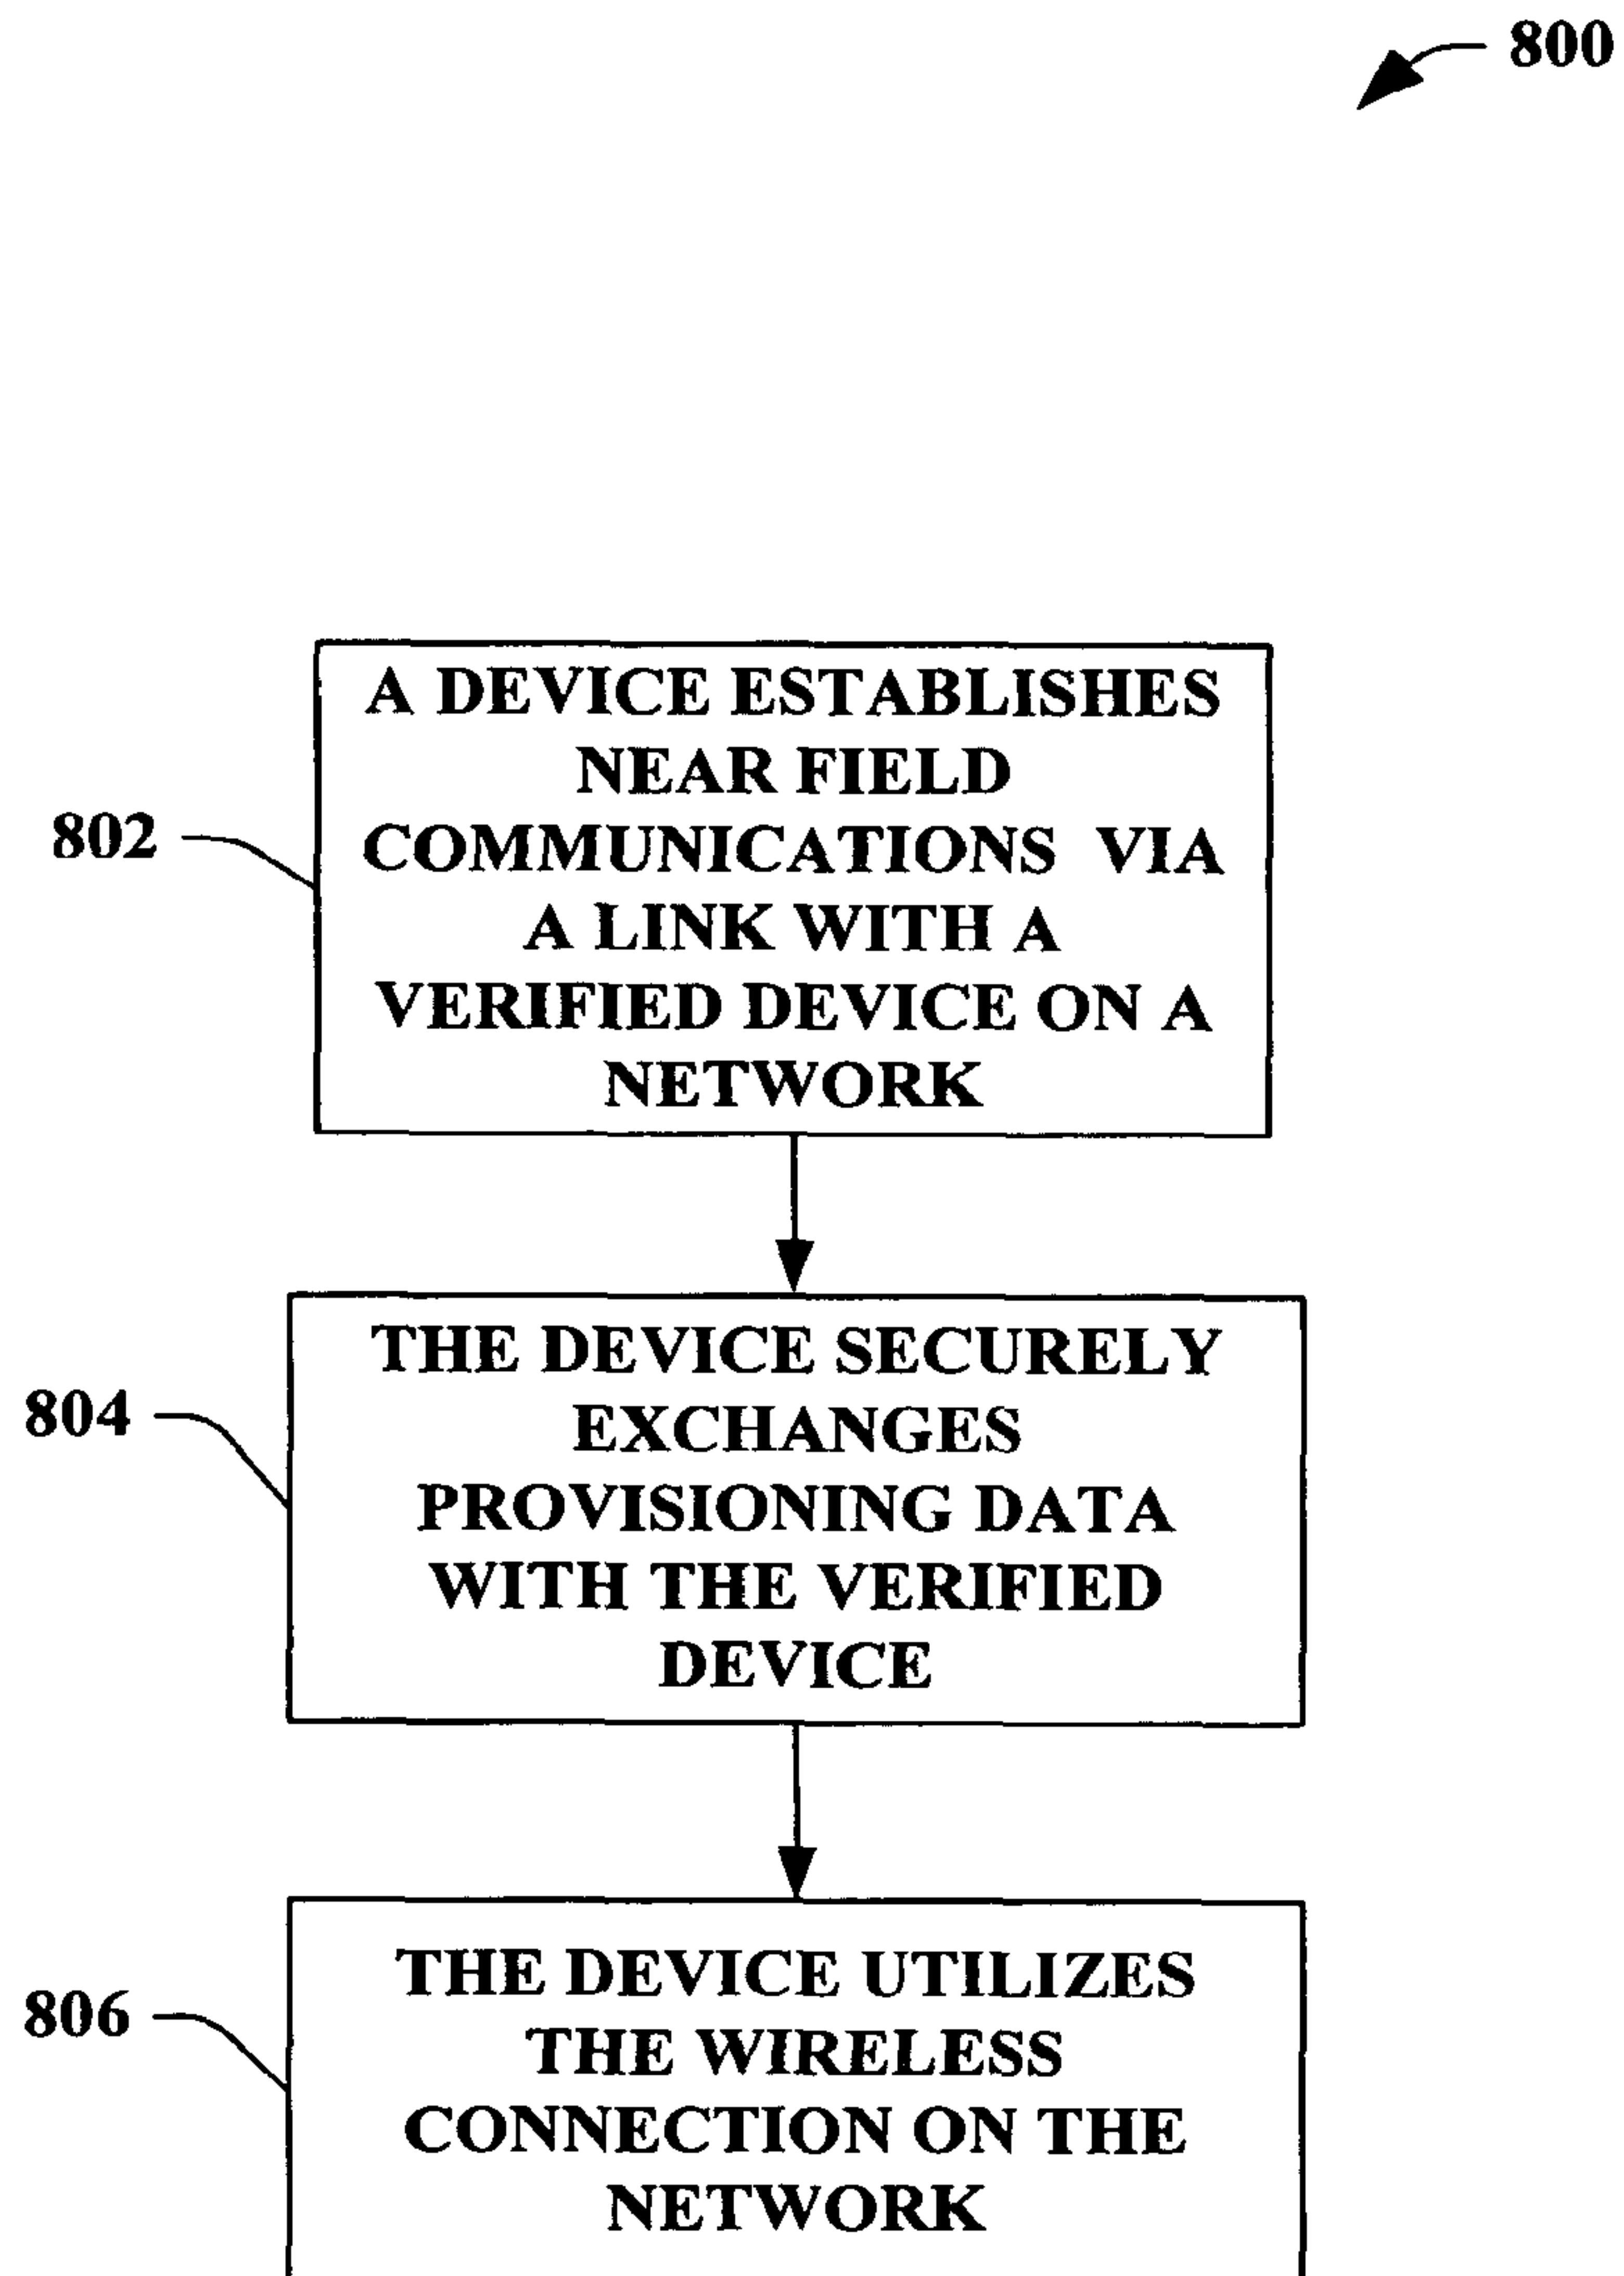 800
802
A DEVICE ESTABLISHES
NEAR FIELD
COMMUNICATIONS VIA
A LINK WITH A
VERIFIED DEVICE ON A
NETWORK
804
THE DEVICE SECURELY
EXCHANGES
PROVISIONING DATA
WITH THE VERIFIED
DEVICE
806
THE DEVICE UTILIZES
THE WIRELESS
CONNECTION ON THE
NETWORK